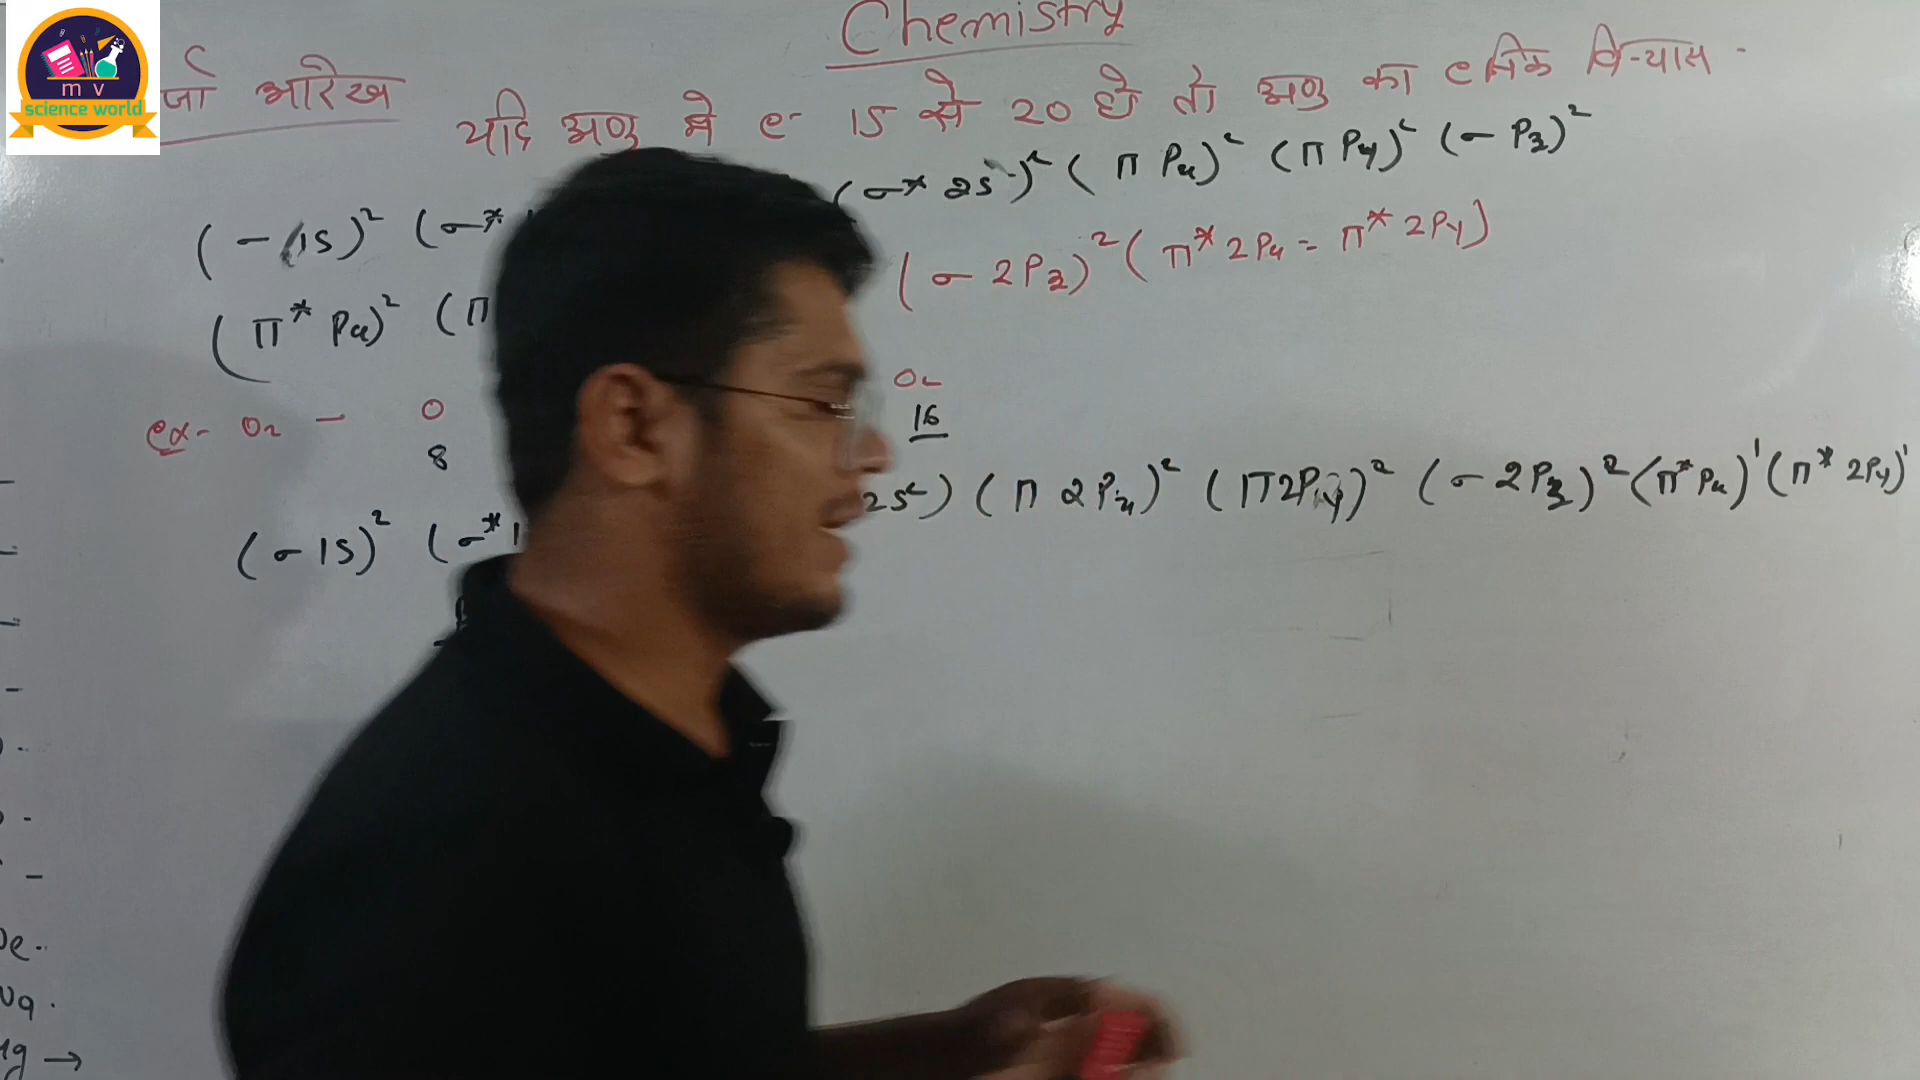 m v
science world
Chemistry
र्जा आरेख
यदि अणु मे e- 15 से 20 हो तो अणु का eनिक विन्यास
(σ 1s)² (σ*
(σ* 2s)² (π Px)² (π Py)² (σ Pz)²
(π* Px)² (π
(σ 2Pz)² (π* 2Px = π* 2Py)
ex- O₂ - O
8
O₂
16
(σ 1s)² (σ* 1
2s²) (π 2Px)² (π 2Py)² (σ 2Pz)² (π* Px)¹ (π* 2Py)¹